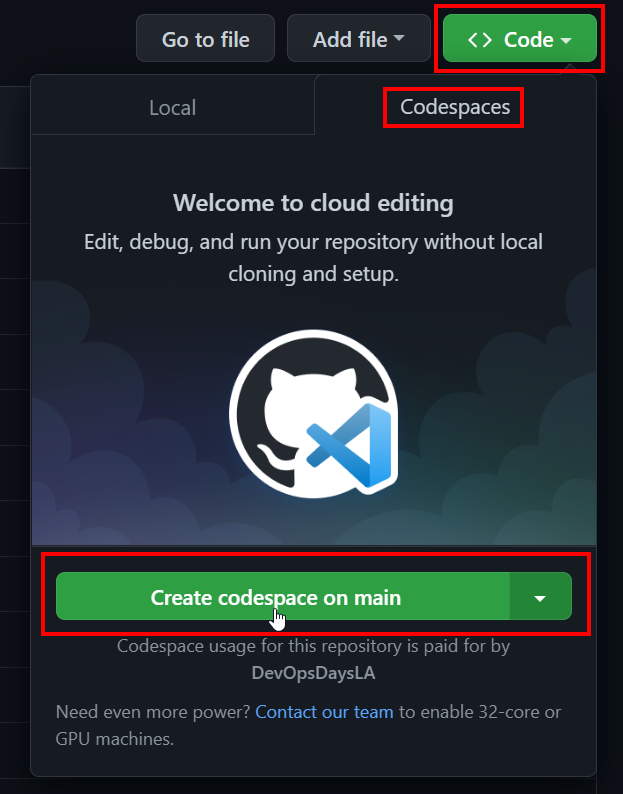 Go to file
Add file
Code
Local
Codespaces
Welcome to cloud editing
Edit, debug, and run your repository without local
cloning and setup.
Create codespace on main
Codespace usage for this repository is paid for by
DevOpsDaysLA
Need even more power? Contact our team to enable 32-core or
GPU machines.